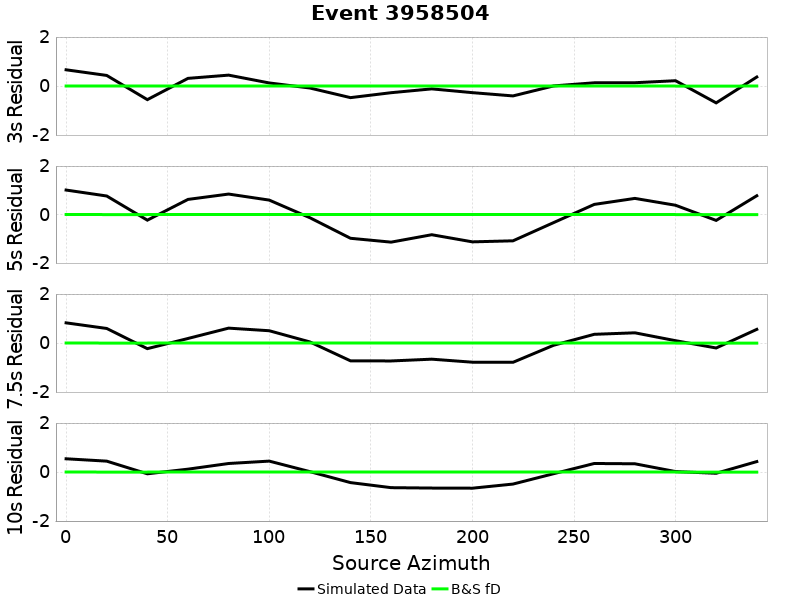 Event 3958504
3s Residual
2
0
-2
5s Residual
2
0
-2
7.5s Residual
2
0
-2
10s Residual
2
0
-2
0 50 100 150 200 250 300
Source Azimuth
Simulated Data B&S fD